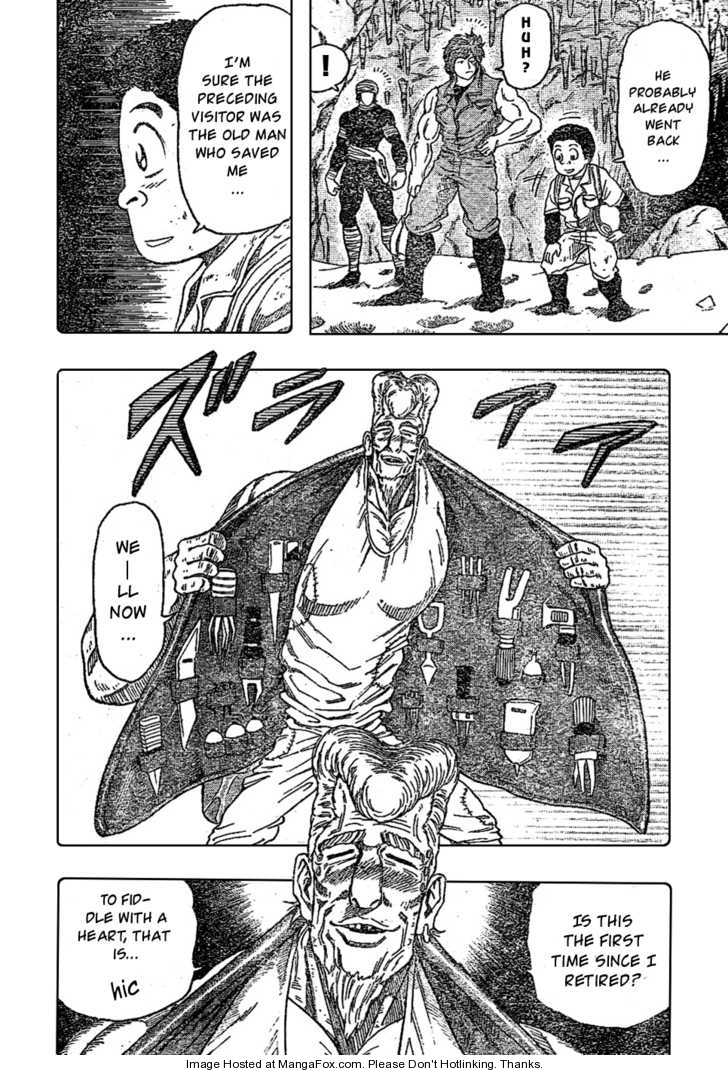 HE
PROBABLY
ALREADY
WENT
BACK
...
HUH?
!
I'M
SURE THE
PRECEDING
VISITOR WAS
THE OLD MAN
WHO SAVED
ME
...
ズラァァ
WE
—
LL
NOW
...
IS THIS
THE FIRST
TIME SINCE I
RETIRED?
TO FID-
DLE WITH A
HEART, THAT
IS...
hic
Image Hosted at MangaFox.com. Please Don't Hotlinking. Thanks.